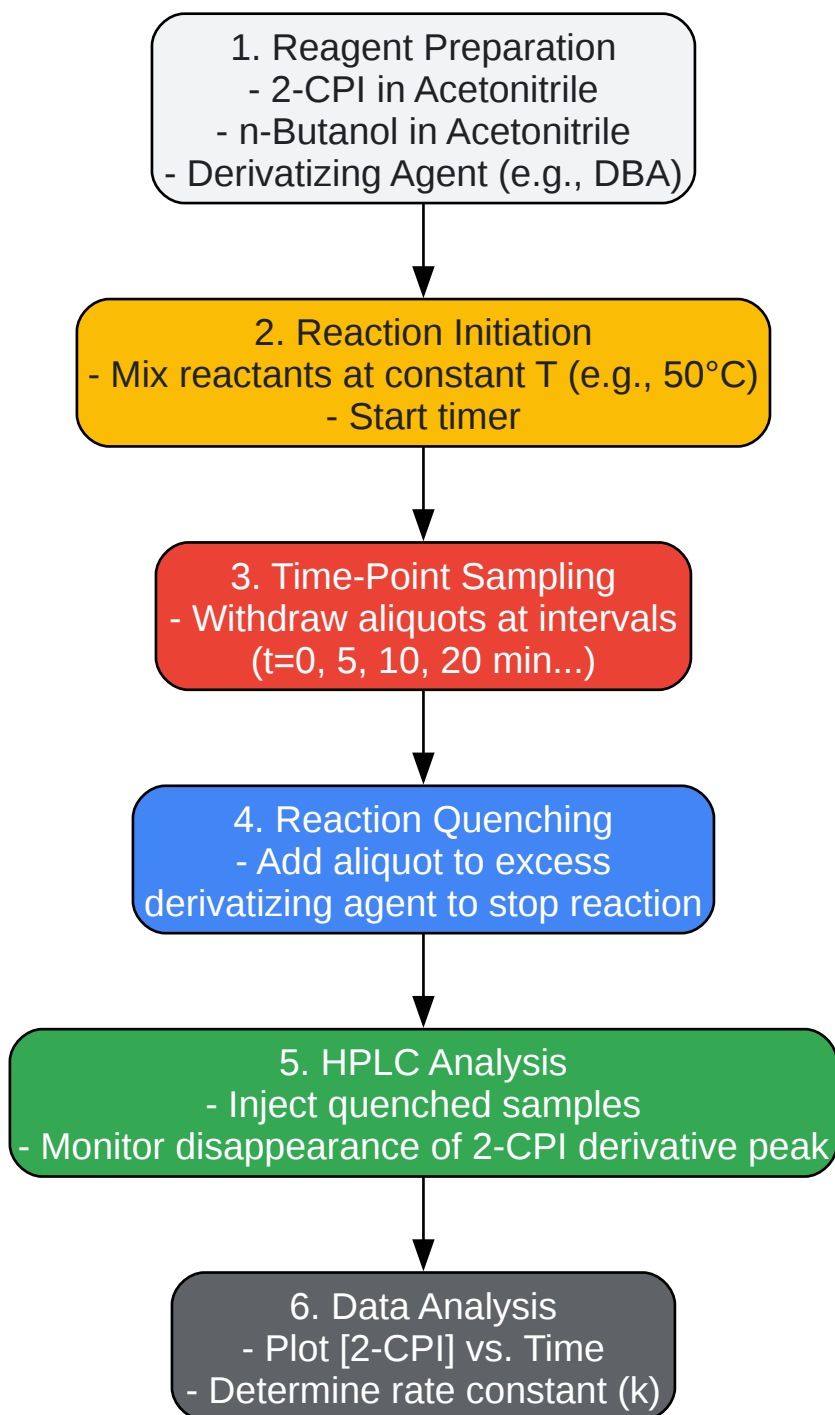 1. Reagent Preparation
- 2-CPI in Acetonitrile
- n-Butanol in Acetonitrile
- Derivatizing Agent (e.g., DBA)
2. Reaction Initiation
- Mix reactants at constant T (e.g., 50°C)
- Start timer
3. Time-Point Sampling
- Withdraw aliquots at intervals
(t=0, 5, 10, 20 min...)
4. Reaction Quenching
- Add aliquot to excess
derivatizing agent to stop reaction
5. HPLC Analysis
- Inject quenched samples
- Monitor disappearance of 2-CPI derivative peak
6. Data Analysis
- Plot [2-CPI] vs. Time
- Determine rate constant (k)